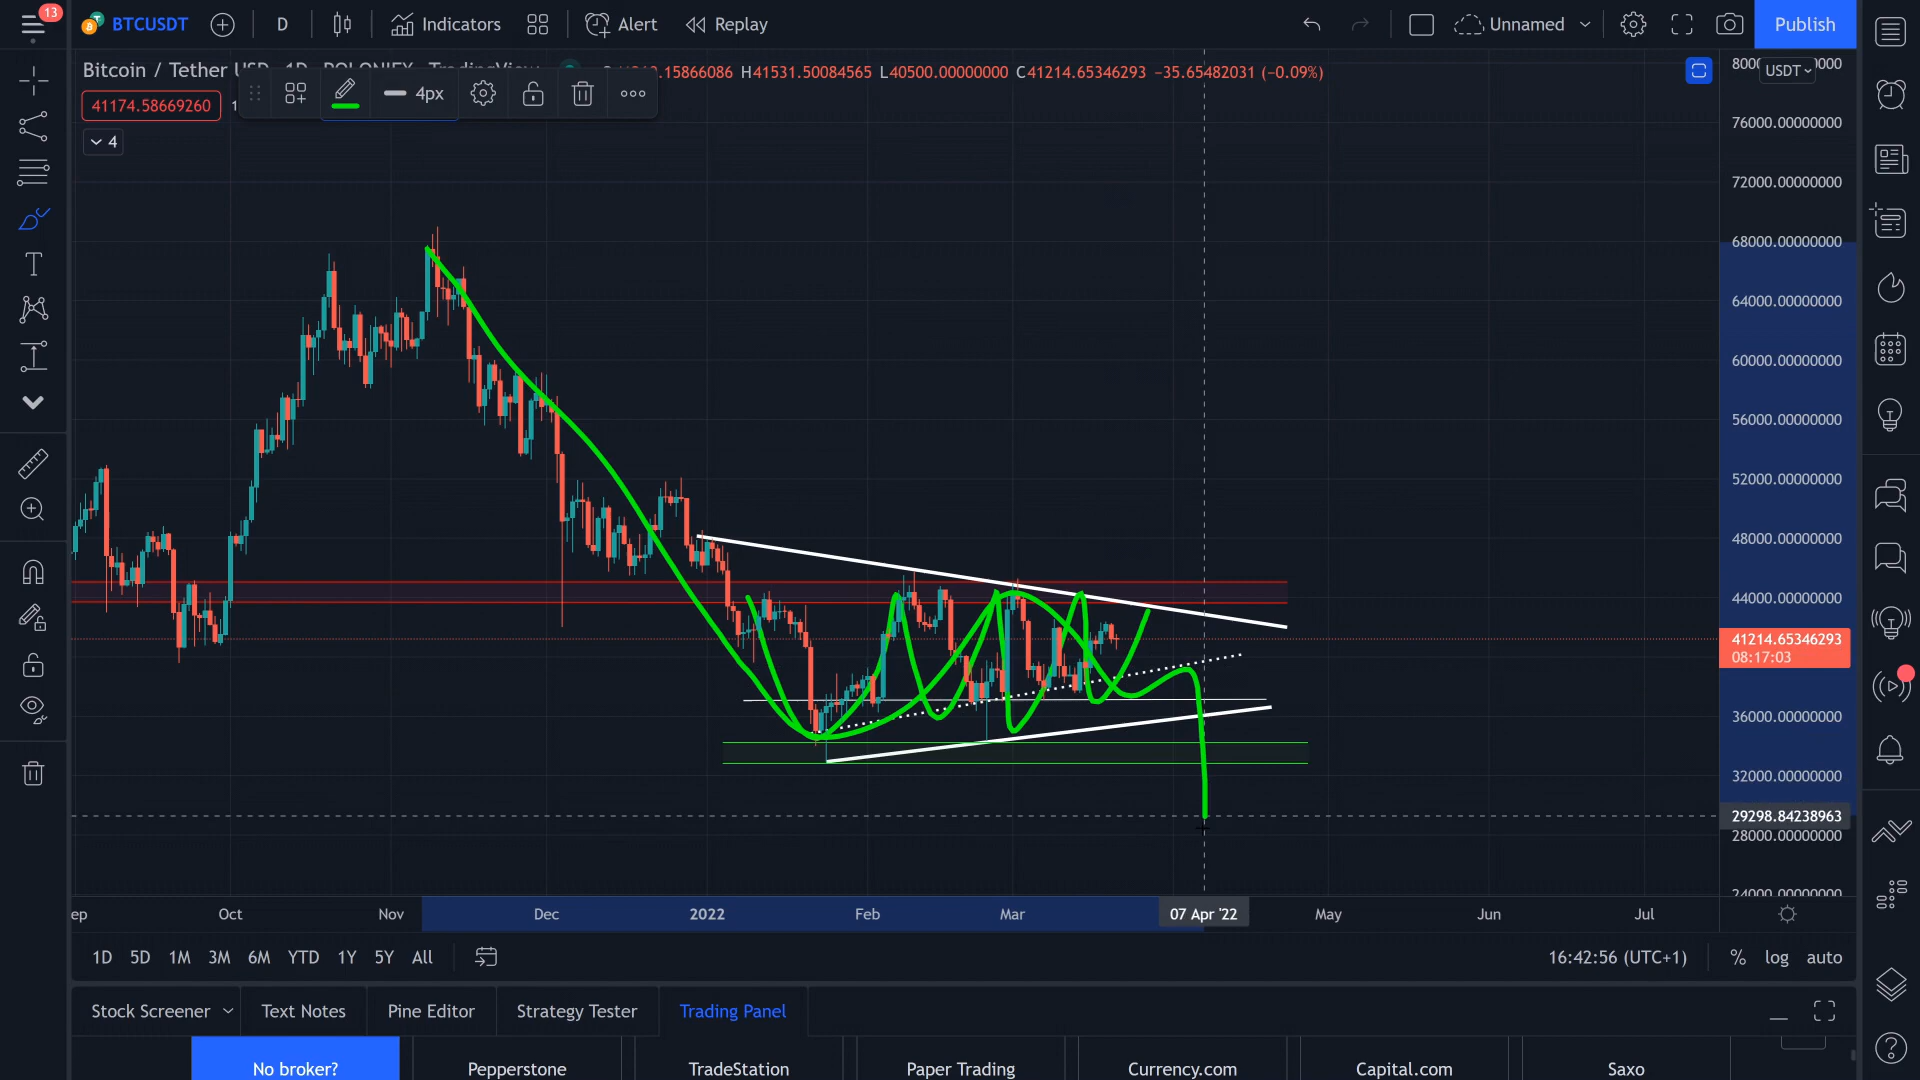 13
BTCUSDT
D
Indicators
Alert
Replay
Unnamed
Publish
Bitcoin / Tether
15866086 H41531.50084565 L40500.00000000 C41214.65346293 −35.65482031 (−0.09%)
USDT
41174.58669260
4px
4
76000.00000000
72000.00000000
68000.00000000
64000.00000000
60000.00000000
56000.00000000
52000.00000000
48000.00000000
44000.00000000
41214.65346293
08:17:03
36000.00000000
32000.00000000
29298.84238963
28000.00000000
24000.00000000
ep
Oct
Nov
Dec
2022
Feb
Mar
07 Apr '22
May
Jun
Jul
1D 5D 1M 3M 6M YTD 1Y 5Y All
16:42:56 (UTC+1)
% log auto
Stock Screener
Text Notes
Pine Editor
Strategy Tester
Trading Panel
No broker?
Pepperstone
TradeStation
Paper Trading
Currency.com
Capital.com
Saxo